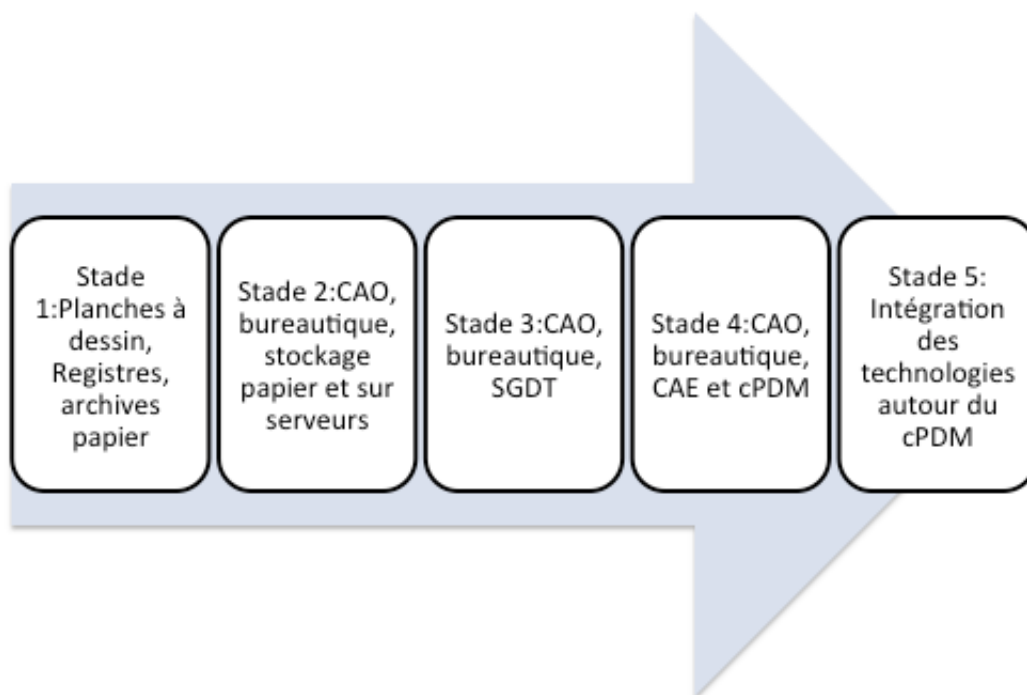 Stade
1:Planches à
dessin,
Registres,
archives
papier
Stade 2:CAO,
bureautique,
stockage
papier et sur
serveurs
Stade 3:CAO,
bureautique,
SGDT
Stade 4:CAO,
bureautique,
CAE et cPDM
Stade 5:
Intégration
des
technologies
autour du
cPDM